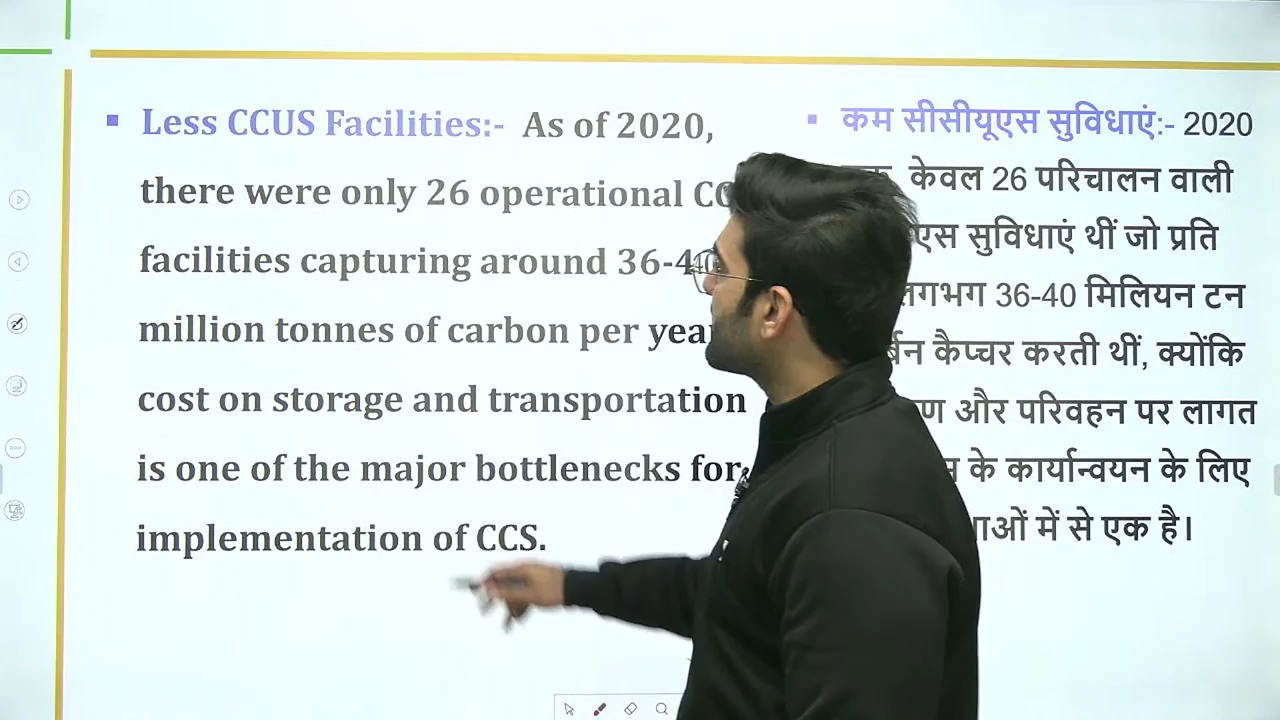 Less CCUS Facilities:- As of 2020,
there were only 26 operational
facilities capturing around 36-40
million tonnes of carbon per year
cost on storage and transportation
is one of the major bottlenecks for
implementation of CCS.
कम सीसीयूएस सुविधाएं:- 2020
केवल 26 परिचालन वाली
सुविधाएं थीं जो प्रति
लगभग 36-40 मिलियन टन
कैप्चर करती थीं, क्योंकि
और परिवहन पर लागत
के कार्यान्वयन के लिए
में से एक है।